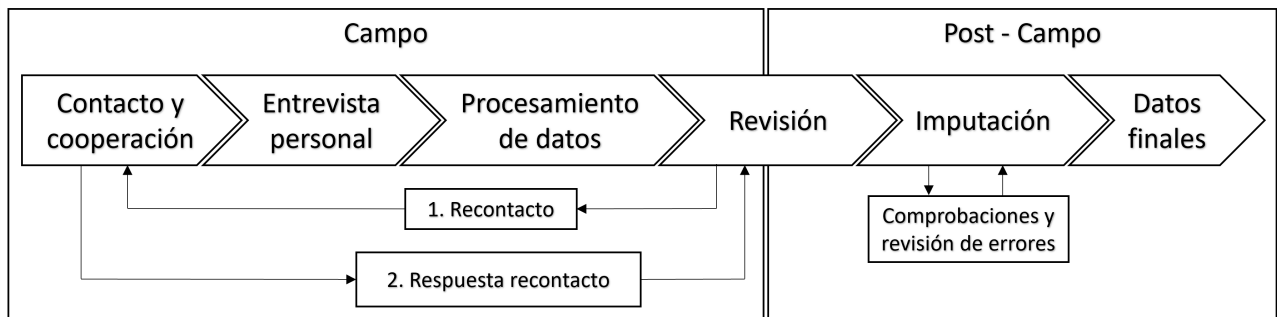 Campo
Post - Campo
Contacto y
cooperación
Entrevista
personal
Procesamiento
de datos
Revisión
Imputación
Datos
finales
1. Recontacto
2. Respuesta recontacto
Comprobaciones y
revisión de errores